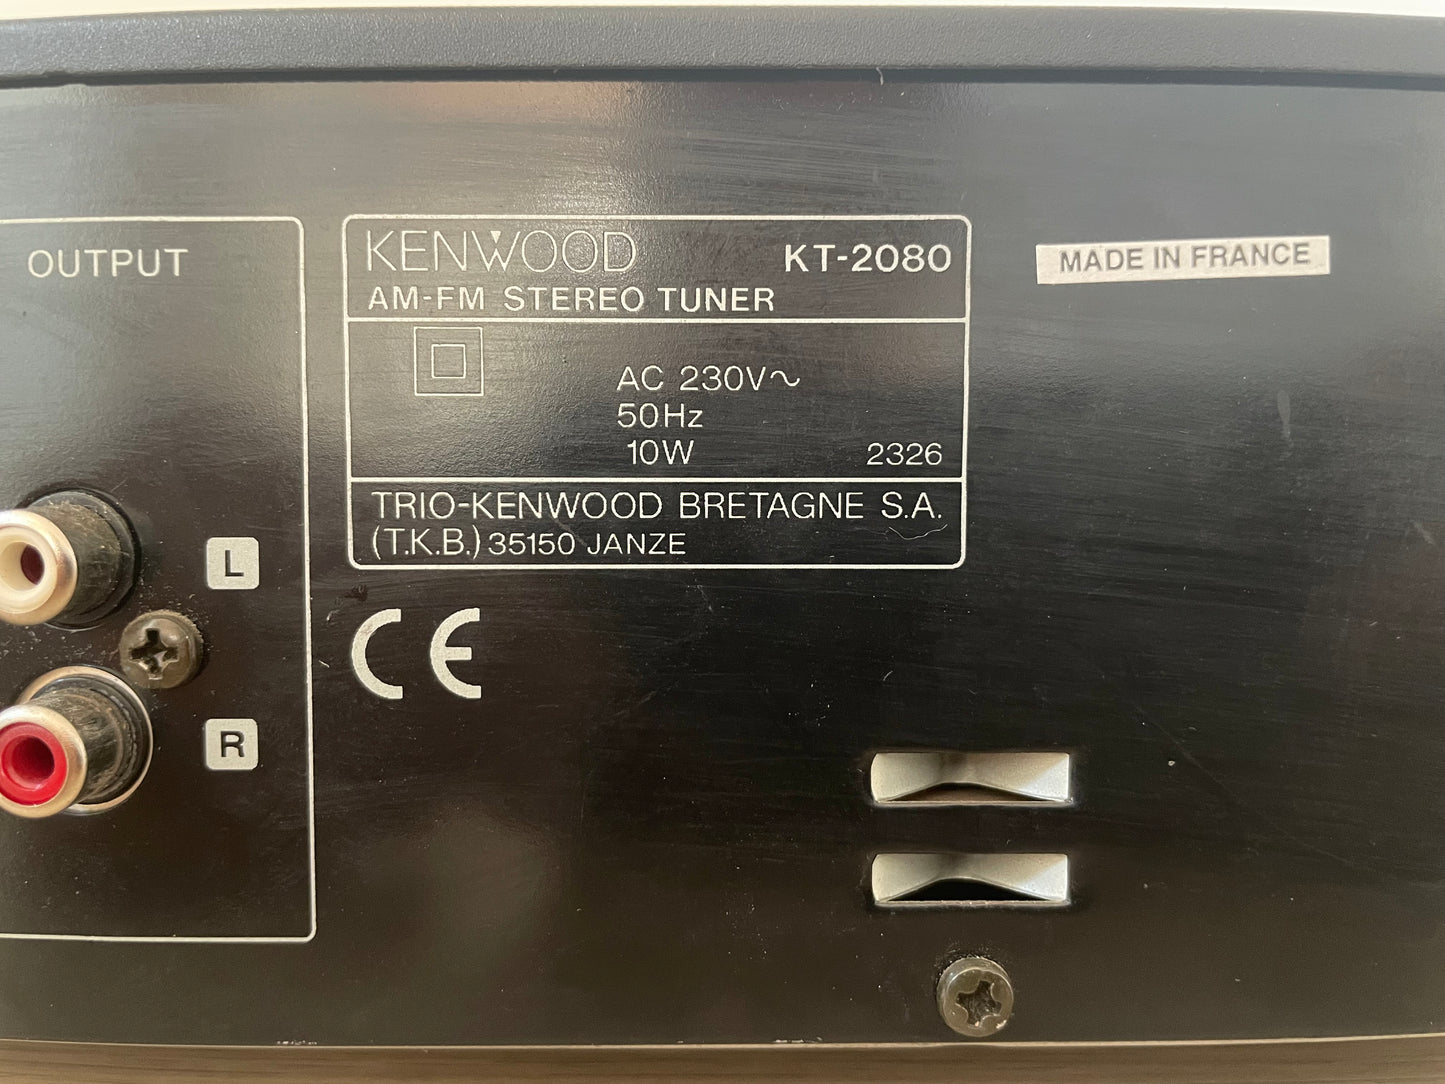 OUTPUT
KENWOOD KT-2080
AM-FM STEREO TUNER
MADE IN FRANCE
AC 230V~
50Hz
10W 2326
TRIO-KENWOOD BRETAGNE S.A.
(T.K.B.) 35150 JANZE
L
CE
R